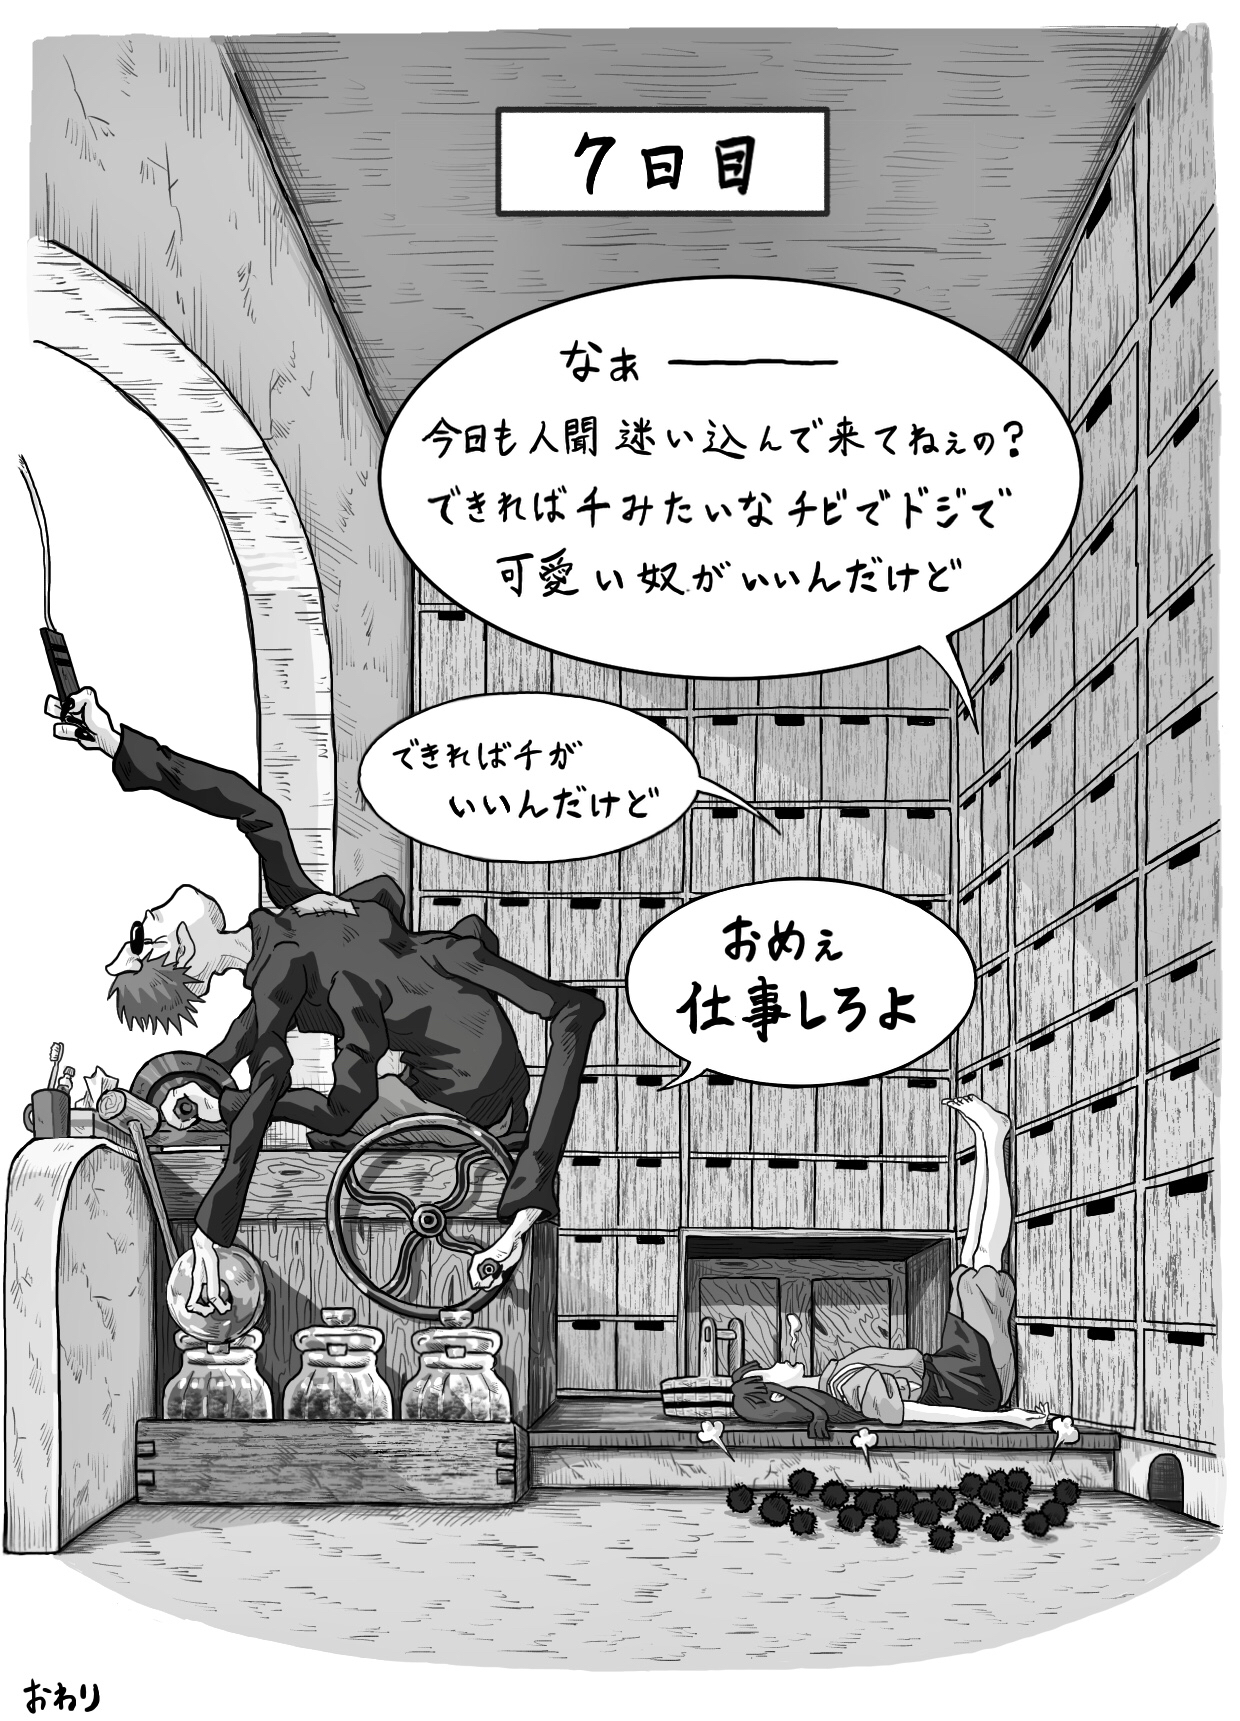 7日目
なぁ―――
今日も人間迷い込んで来てねぇの?
できれば千みたいなチビでドジで
可愛い奴がいいんだけど
できれば千が
いいんだけど
おめぇ
仕事しろよ
おわり